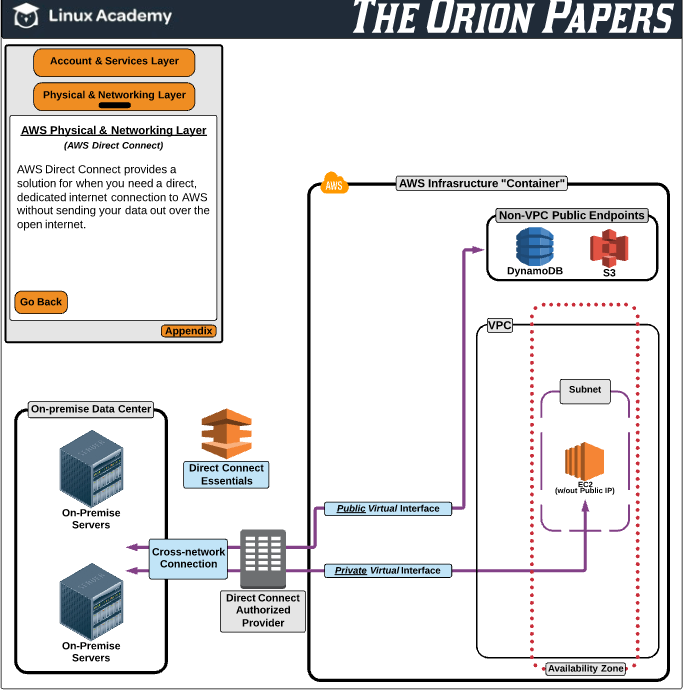 Linux Academy
THE ORION PAPERS
Account & Services Layer
Physical & Networking Layer
AWS Physical & Networking Layer
(AWS Direct Connect)
AWS Direct Connect provides a
solution for when you need a direct,
dedicated internet connection to AWS
without sending your data out over the
open internet.
Go Back
Appendix
AWS
AWS Infrasructure "Container"
Non-VPC Public Endpoints
DynamoDB
S3
VPC
Subnet
EC2
(w/out Public IP)
Availability Zone
On-premise Data Center
On-Premise
Servers
On-Premise
Servers
Direct Connect
Essentials
Cross-network
Connection
Direct Connect
Authorized
Provider
Public Virtual Interface
Private Virtual Interface